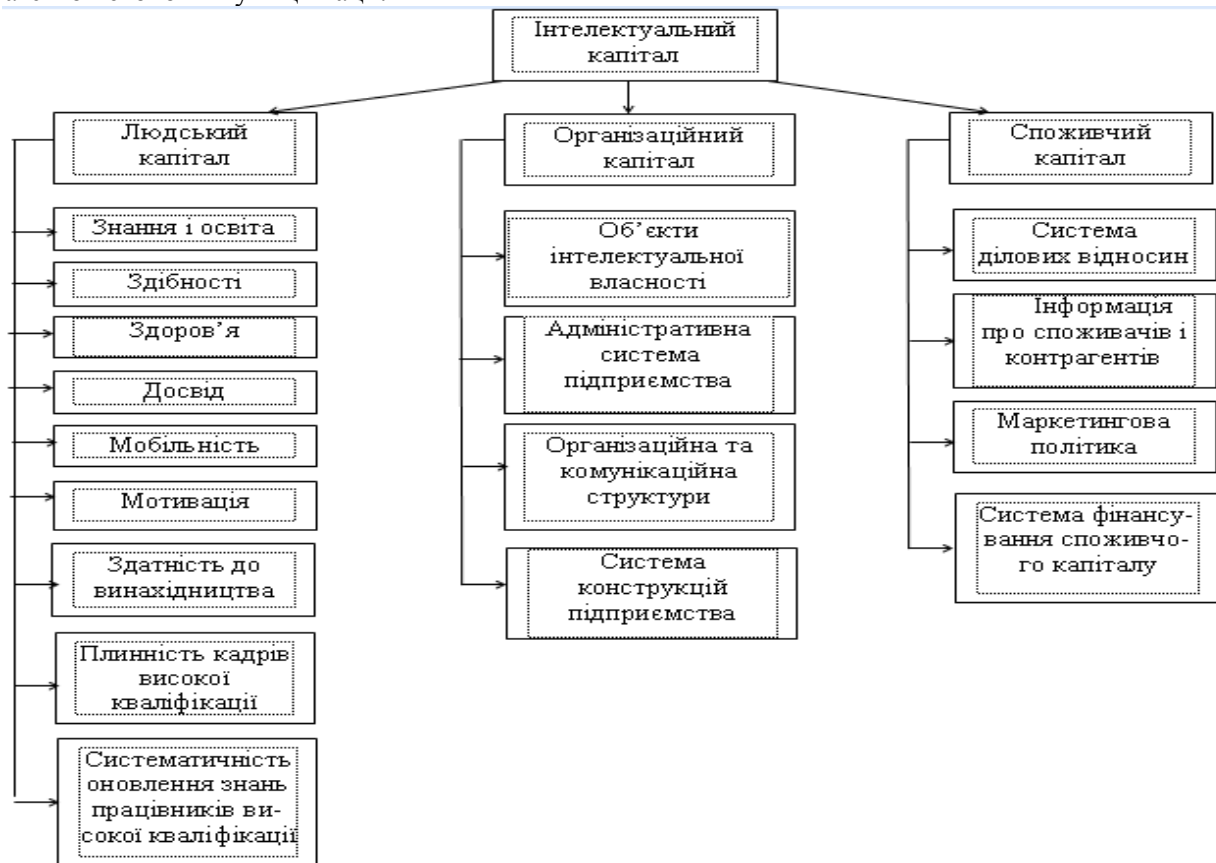 Інтелектуальний
капітал
Людський
капітал
Знання і освіта
Здібності
Здоров’я
Досвід
Мобільність
Мотивація
Здатність до
винахідництва
Плинність кадрів
високої
кваліфікації
Систематичність
оновлення знань
працівників ви-
сокої кваліфікації
Організаційний
капітал
Об’єкти
інтелектуальної
власності
Адміністративна
система
підприємства
Організаційна та
комунікаційна
структури
Система
конструкцій
підприємства
Споживчий
капітал
Система
ділових відносин
Інформація
про споживачів і
контрагентів
Маркетингова
політика
Система фінансу-
вання споживчо-
го капіталу